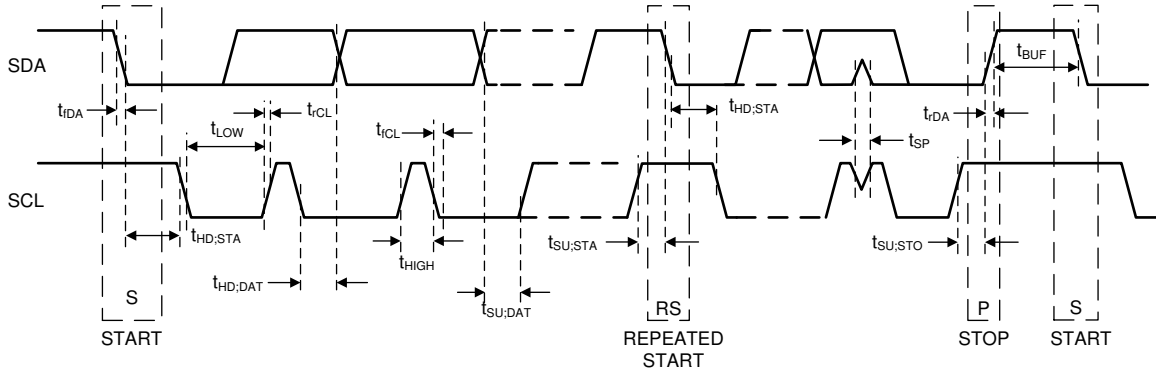 SDA
t_BUF
t_fDA
t_LOW
t_rCL
t_fCL
t_HD;STA
t_SP
t_rDA
SCL
t_HD;STA
t_HD;DAT
t_HIGH
t_SU;DAT
t_SU;STA
t_SU;STO
S
RS
P
S
START
REPEATED
START
STOP
START